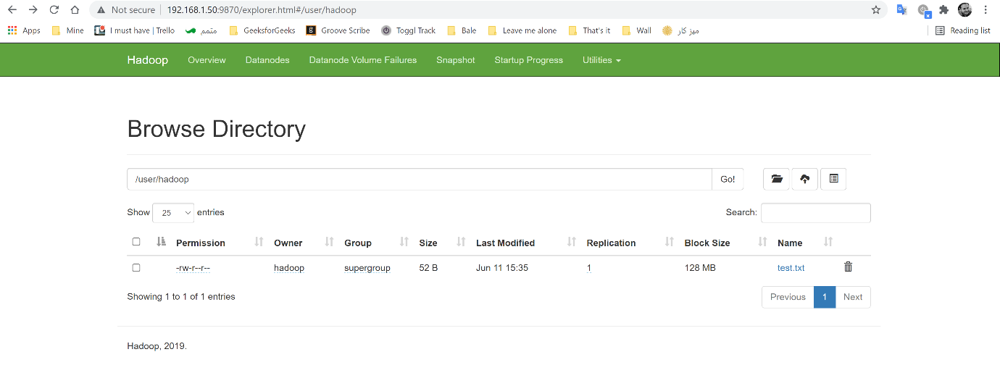 Not secure 192.168.1.50:9870/explorer.html#/user/hadoop
Apps Mine I must have | Trello متمم GeeksforGeeks Groove Scribe Toggl Track Bale Leave me alone That's it Wall میز کار Reading list
Hadoop Overview Datanodes Datanode Volume Failures Snapshot Startup Progress Utilities
Browse Directory
/user/hadoop Go!
Show 25 entries Search:
Permission Owner Group Size Last Modified Replication Block Size Name
-rw-r--r-- hadoop supergroup 52 B Jun 11 15:35 1 128 MB test.txt
Showing 1 to 1 of 1 entries Previous 1 Next
Hadoop, 2019.